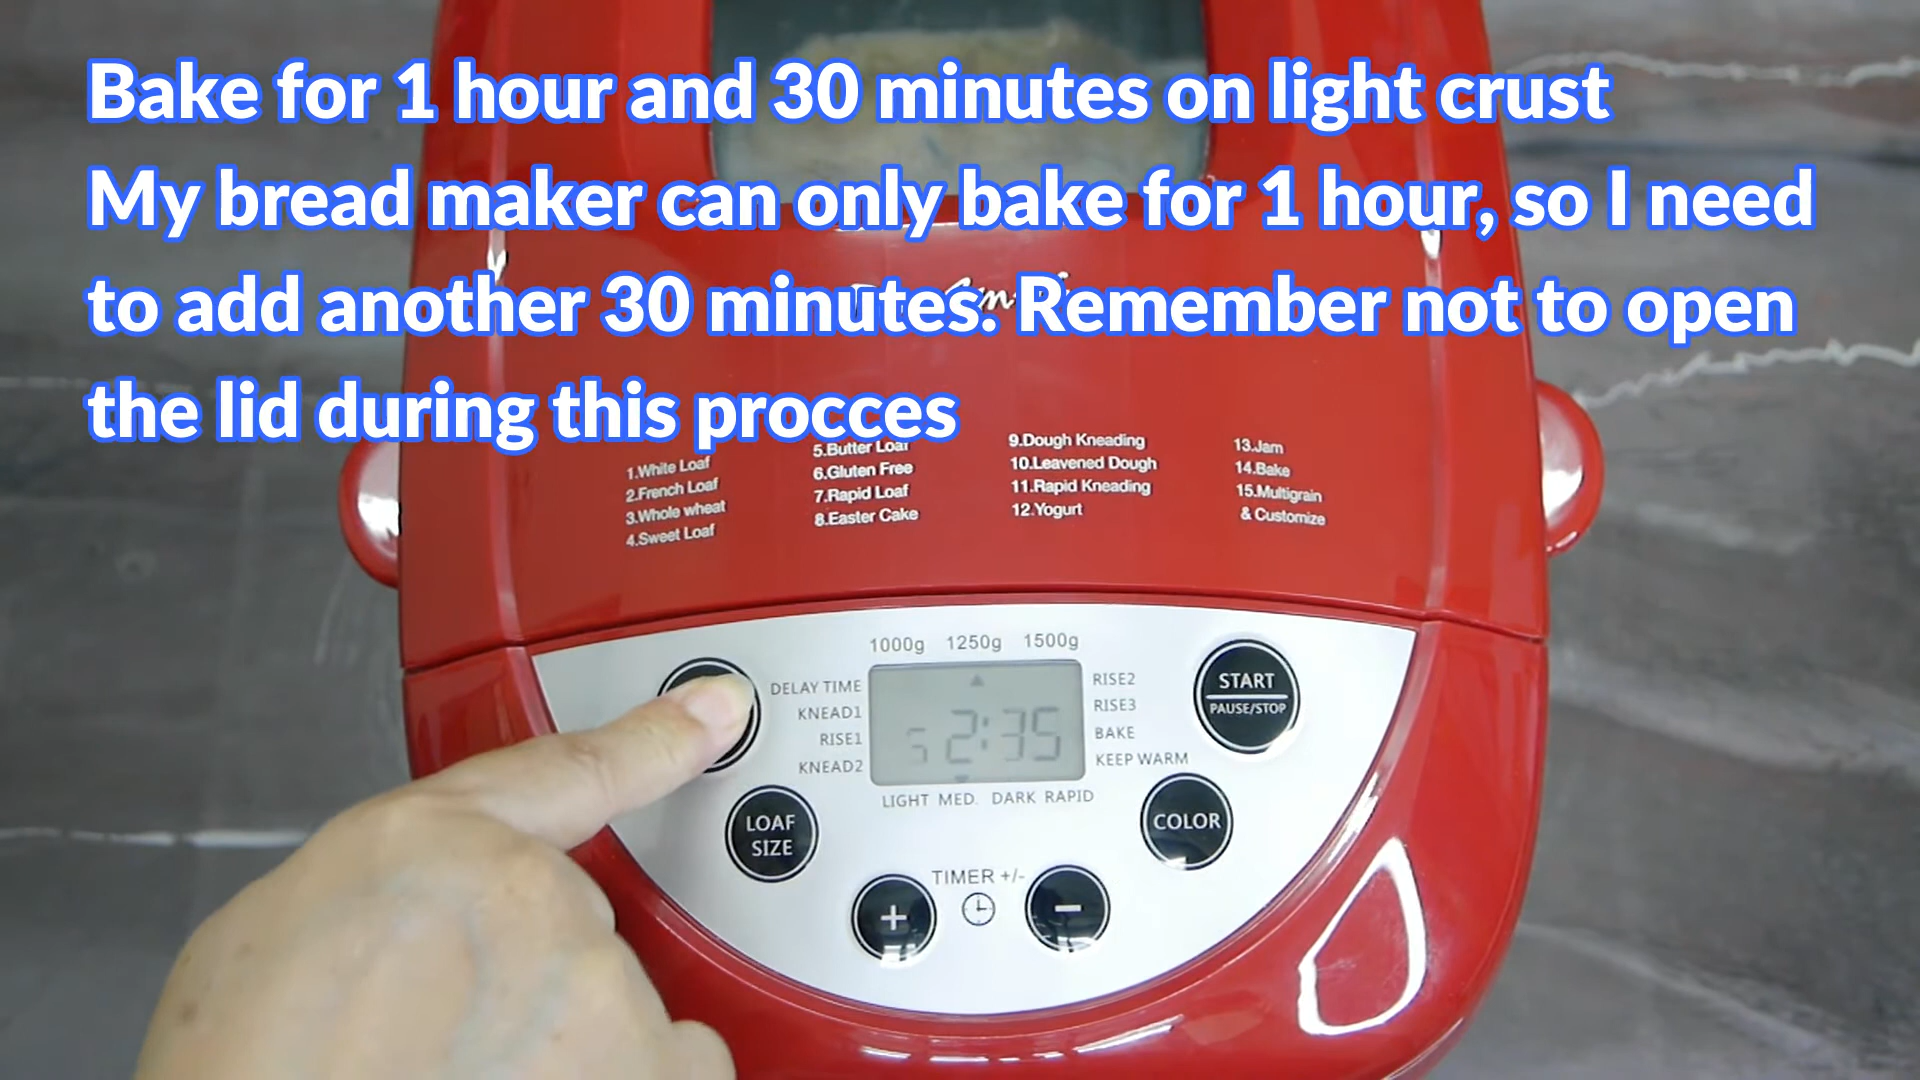 Bake for 1 hour and 30 minutes on light crust
My bread maker can only bake for 1 hour, so I need
to add another 30 minutes. Remember not to open
the lid during this procces
1.White Loaf
2.French Loaf
3.Whole wheat
4.Sweet Loaf
5.Butter Loaf
6.Gluten Free
7.Rapid Loaf
8.Easter Cake
9.Dough Kneading
10.Leavened Dough
11.Rapid Kneading
12.Yogurt
13.Jam
14.Bake
15.Multigrain
& Customize
1000g 1250g 1500g
DELAY TIME
KNEAD1
RISE1
KNEAD2
5 2:35
RISE2
RISE3
BAKE
KEEP WARM
LIGHT MED. DARK RAPID
START
PAUSE/STOP
LOAF
SIZE
COLOR
TIMER +/-
+
-